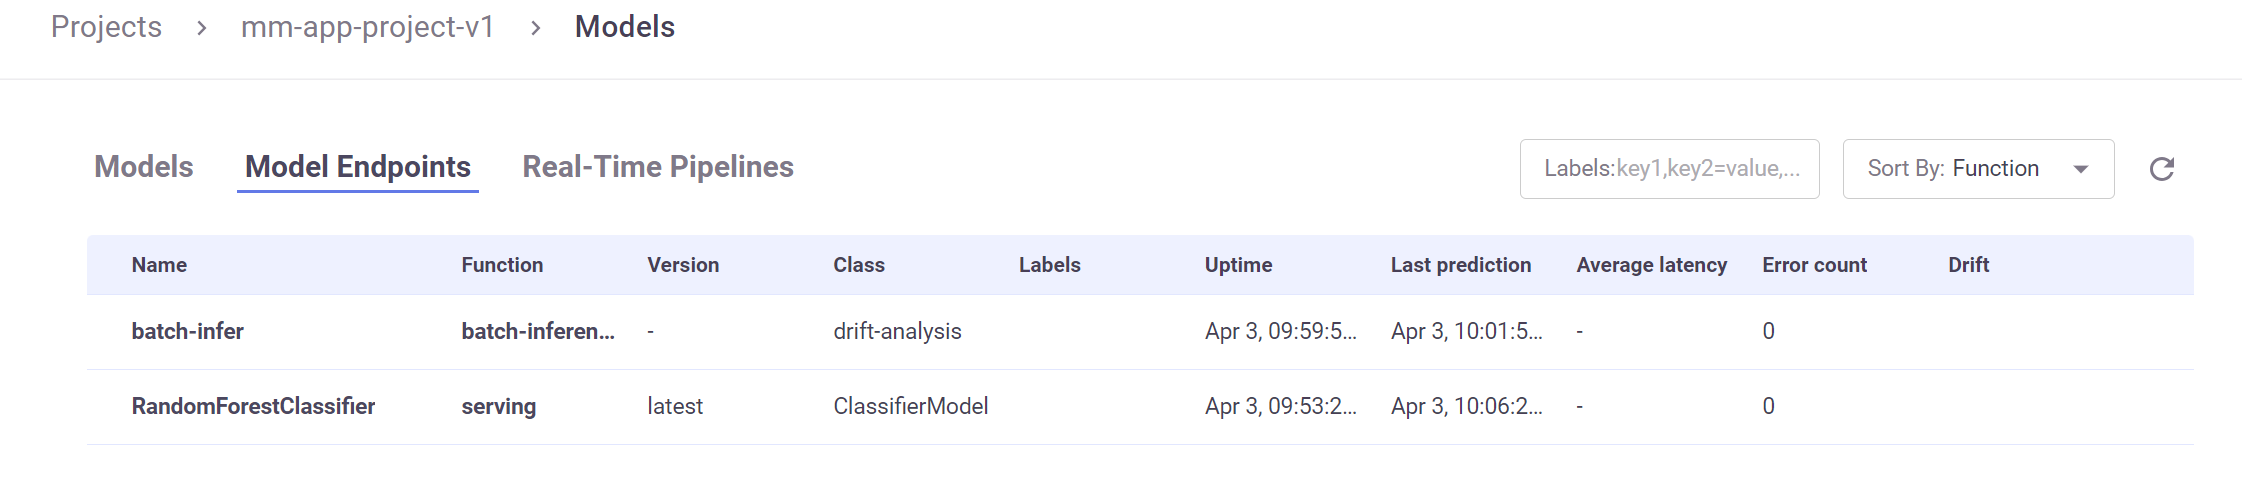 Projects > mm-app-project-v1 > Models
Models Model Endpoints Real-Time Pipelines Labels:key1,key2=value,... Sort By: Function
Name Function Version Class Labels Uptime Last prediction Average latency Error count Drift
batch-infer batch-inferen... - drift-analysis Apr 3, 09:59:5... Apr 3, 10:01:5... - 0
RandomForestClassifier serving latest ClassifierModel Apr 3, 09:53:2... Apr 3, 10:06:2... - 0